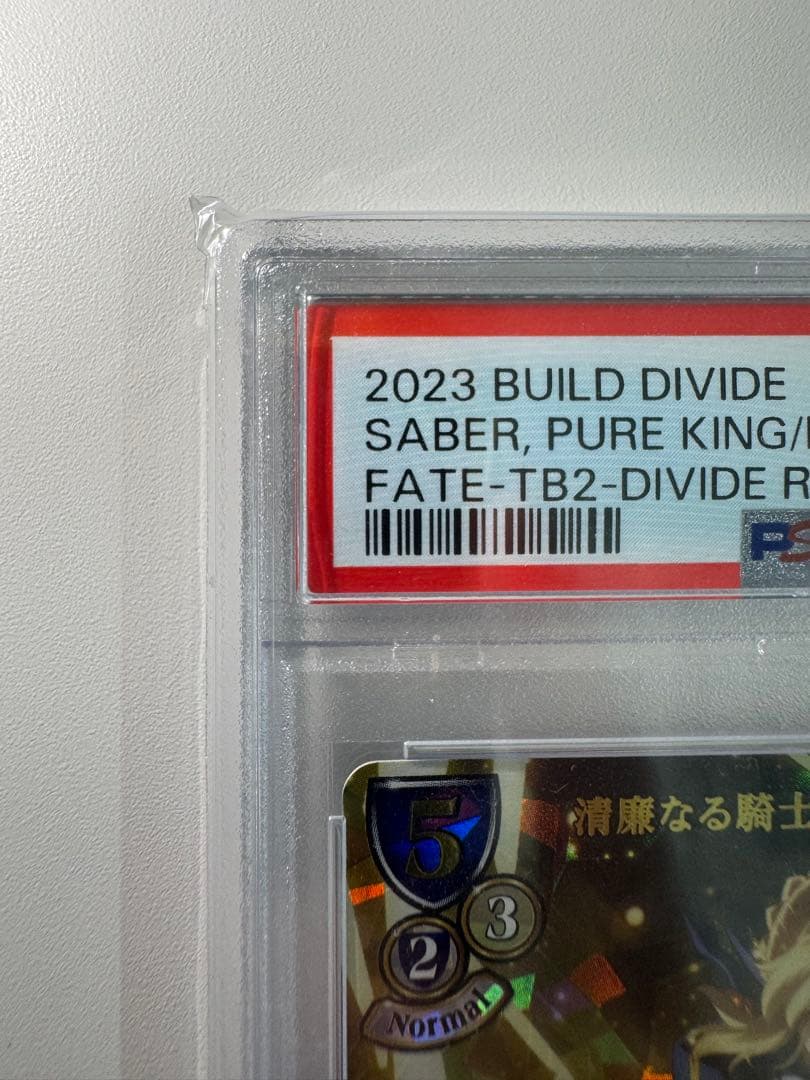 2023 BUILD DIVIDE
SABER, PURE KING/
FATE-TB2-DIVIDE R
PS
5
清廉なる騎士
3
2
Normal